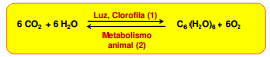 Luz, Clorofila (1)
6 CO₂ + 6 H₂O C₆(H₂O)₆ + 6O₂
Metabolismo
animal (2)